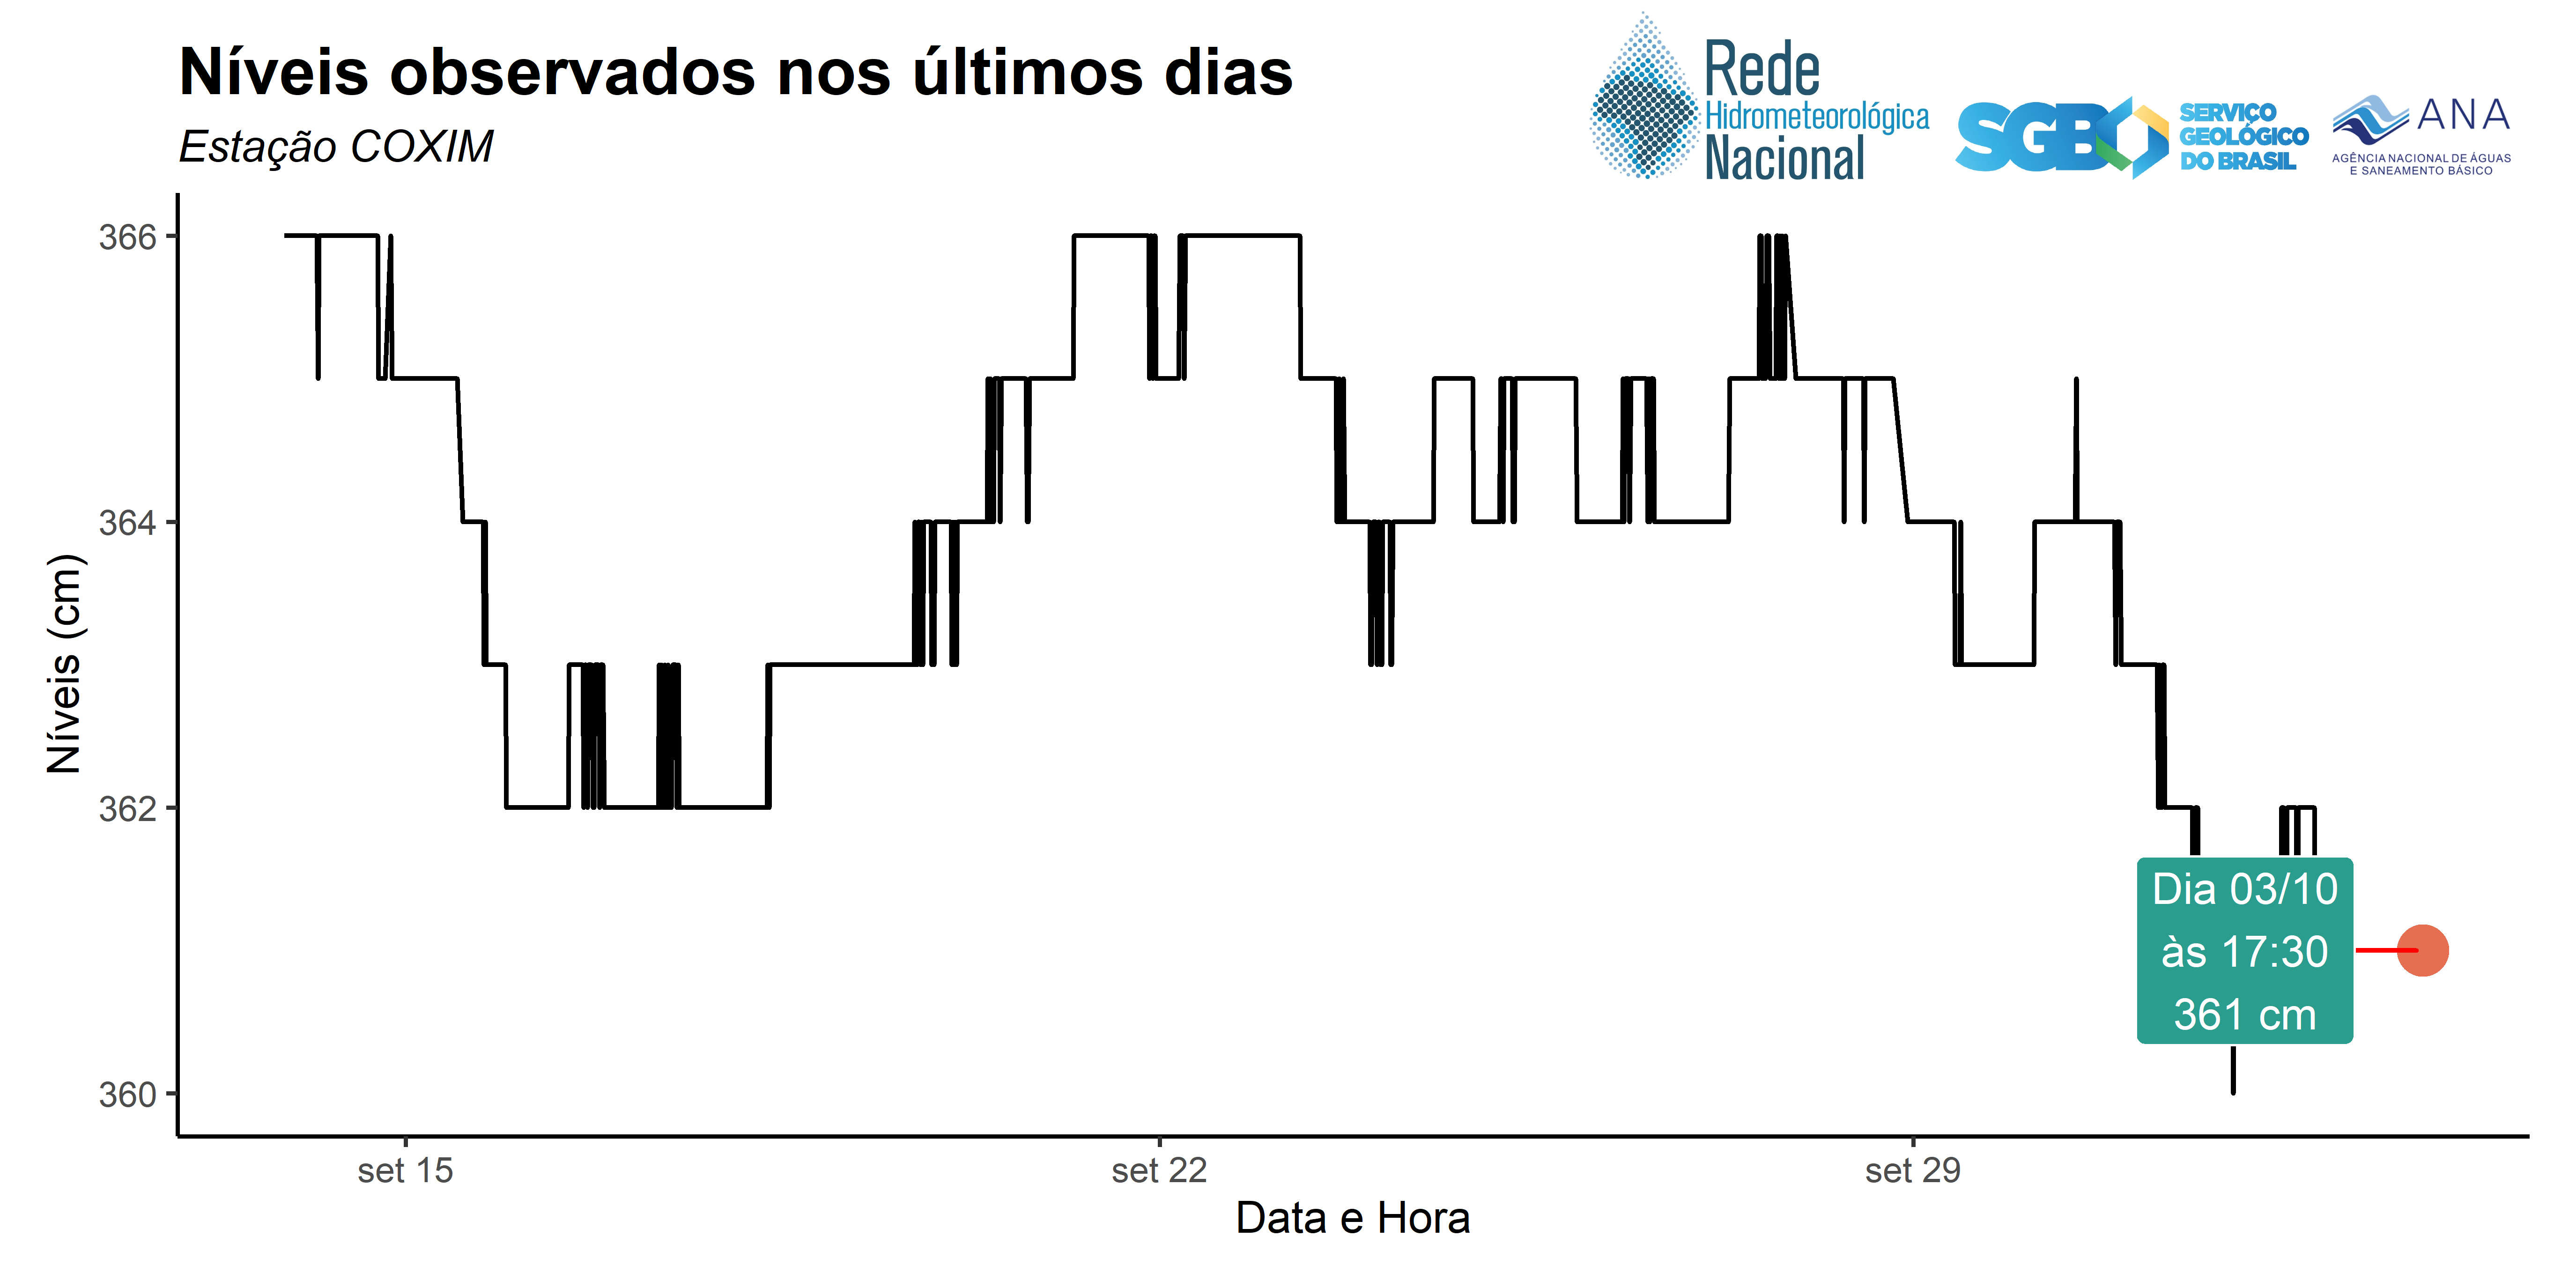 Níveis observados nos últimos dias
Estação COXIM
Rede
Hidrometeorológica
Nacional
SGB
SERVIÇO
GEOLÓGICO
DO BRASIL
ANA
AGÊNCIA NACIONAL DE ÁGUAS
E SANEAMENTO BÁSICO
Níveis (cm)
366
364
362
360
Dia 03/10
às 17:30
361 cm
set 15
set 22
set 29
Data e Hora